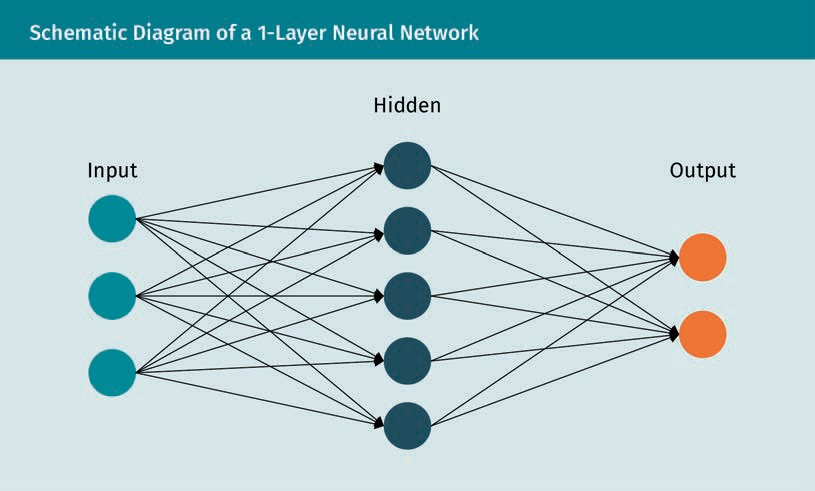 Schematic Diagram of a 1-Layer Neural Network
Hidden
Input
Output